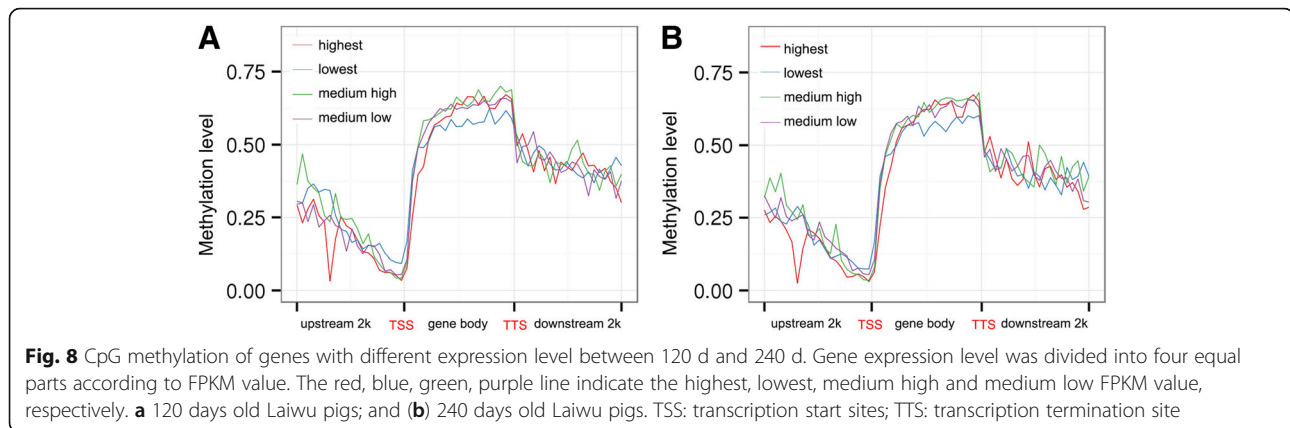 A
B
highest
lowest
medium high
medium low
highest
lowest
medium high
medium low
0.75
0.50
0.25
0.00
0.75
0.50
0.25
0.00
Methylation level
Methylation level
upstream 2k TSS gene body TTS downstream 2k
upstream 2k TSS gene body TTS downstream 2k
Fig. 8 CpG methylation of genes with different expression level between 120 d and 240 d. Gene expression level was divided into four equal
parts according to FPKM value. The red, blue, green, purple line indicate the highest, lowest, medium high and medium low FPKM value,
respectively. a 120 days old Laiwu pigs; and (b) 240 days old Laiwu pigs. TSS: transcription start sites; TTS: transcription termination site